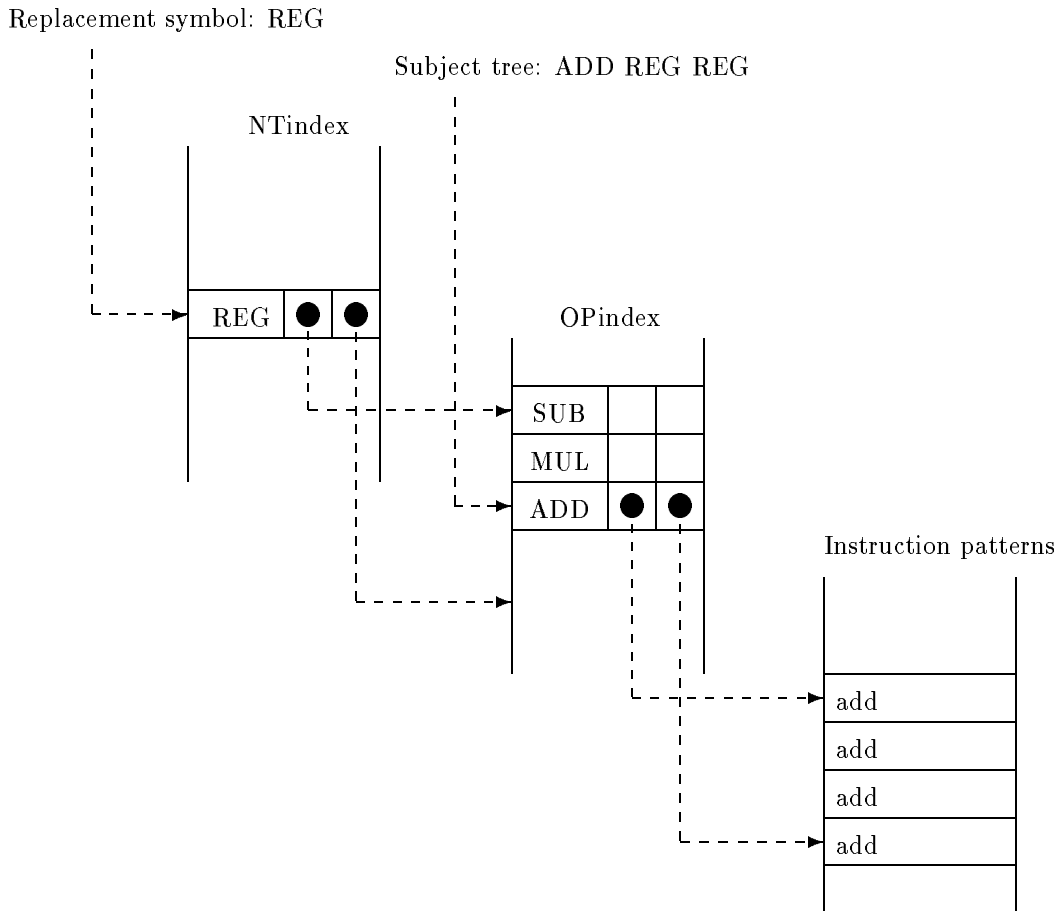 Replacement symbol: REG
Subject tree: ADD REG REG
NTindex
REG
OPindex
SUB
MUL
ADD
Instruction patterns
add
add
add
add